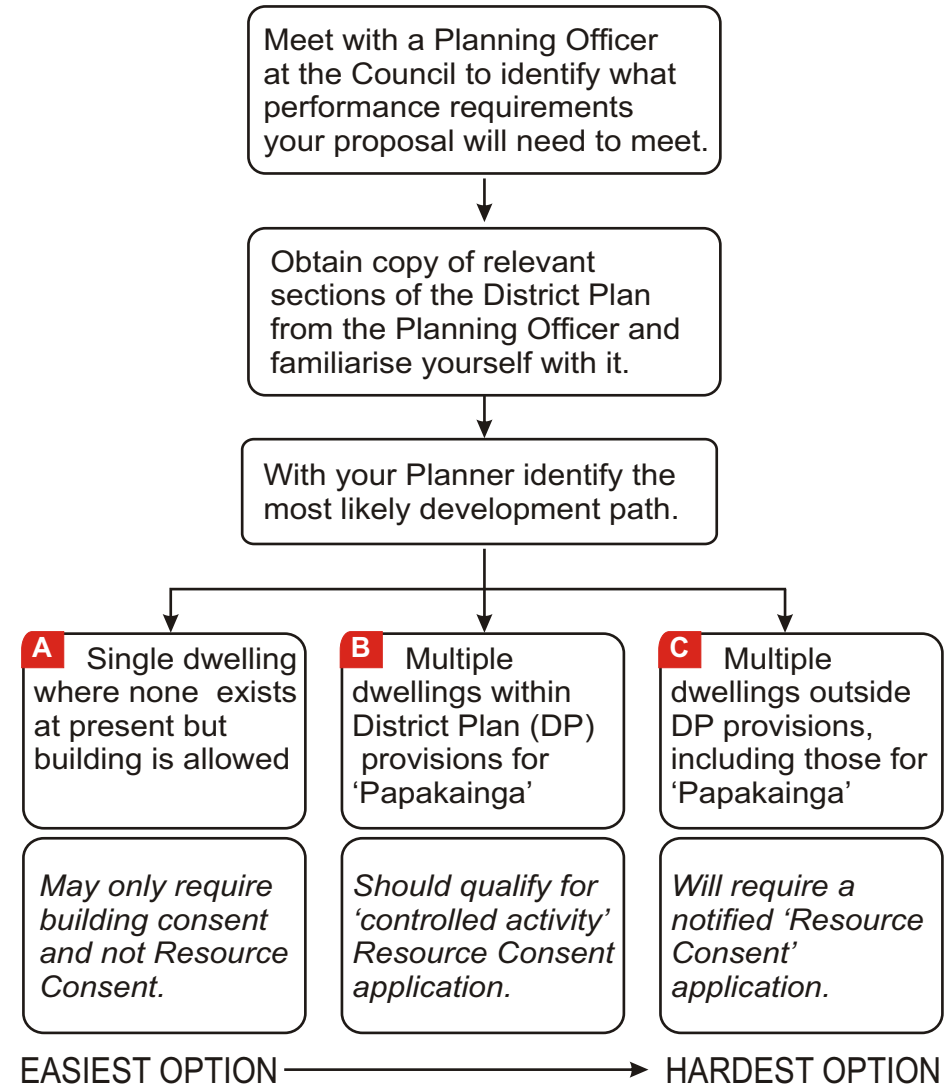 Meet with a Planning Officer
at the Council to identify what
performance requirements
your proposal will need to meet.
Obtain copy of relevant
sections of the District Plan
from the Planning Officer and
familiarise yourself with it.
With your Planner identify the
most likely development path.
A Single dwelling
where none exists
at present but
building is allowed
May only require
building consent
and not Resource
Consent.
B Multiple
dwellings within
District Plan (DP)
provisions for
‘Papakainga’
Should qualify for
‘controlled activity’
Resource Consent
application.
C Multiple
dwellings outside
DP provisions,
including those for
‘Papakainga’
Will require a
notified ‘Resource
Consent’
application.
EASIEST OPTION HARDEST OPTION